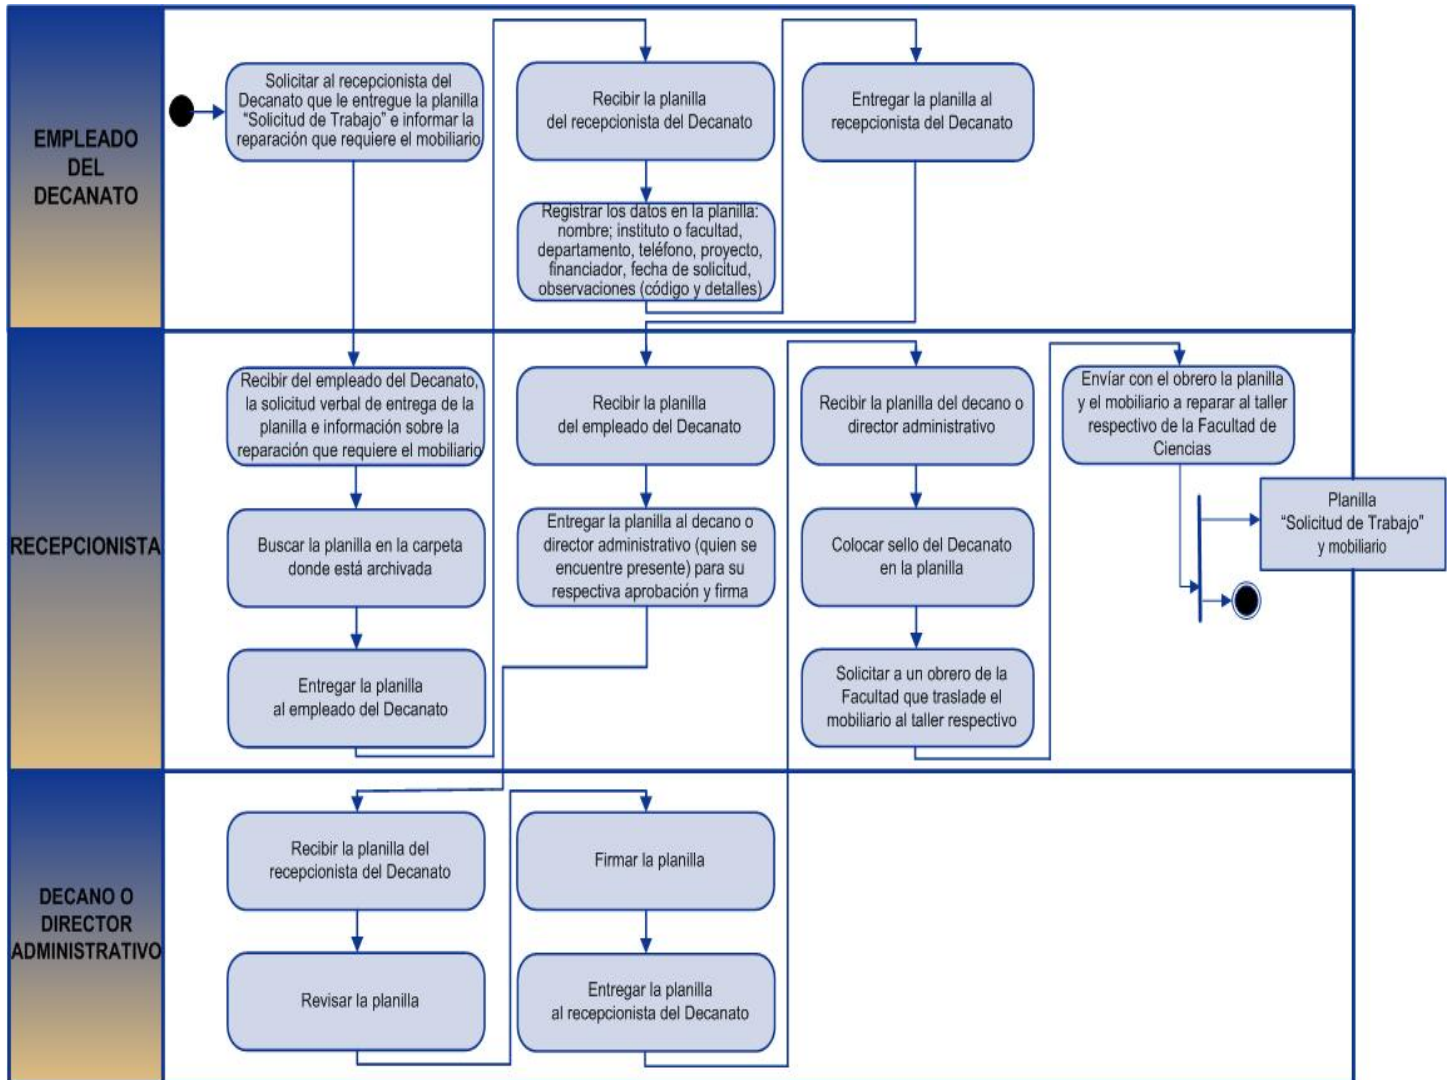 EMPLEADO
DEL
DECANATO
Solicitar al recepcionista del
Decanato que le entregue la planilla
“Solicitud de Trabajo” e informar la
reparación que requiere el mobiliario
Recibir la planilla
del recepcionista del Decanato
Registrar los datos en la planilla:
nombre; instituto o facultad,
departamento, teléfono, proyecto,
financiador, fecha de solicitud,
observaciones (código y detalles)
Entregar la planilla al
recepcionista del Decanato
RECEPCIONISTA
Recibir del empleado del Decanato,
la solicitud verbal de entrega de la
planilla e información sobre la
reparación que requiere el mobiliario
Buscar la planilla en la carpeta
donde está archivada
Entregar la planilla
al empleado del Decanato
Recibir la planilla
del empleado del Decanato
Entregar la planilla al decano o
director administrativo (quien se
encuentre presente) para su
respectiva aprobación y firma
Recibir la planilla del decano o
director administrativo
Colocar sello del Decanato
en la planilla
Solicitar a un obrero de la
Facultad que traslade el
mobiliario al taller respectivo
Envíar con el obrero la planilla
y el mobiliario a reparar al taller
respectivo de la Facultad de
Ciencias
Planilla
“Solicitud de Trabajo”
y mobiliario
DECANO O
DIRECTOR
ADMINISTRATIVO
Recibir la planilla del
recepcionista del Decanato
Revisar la planilla
Firmar la planilla
Entregar la planilla
al recepcionista del Decanato